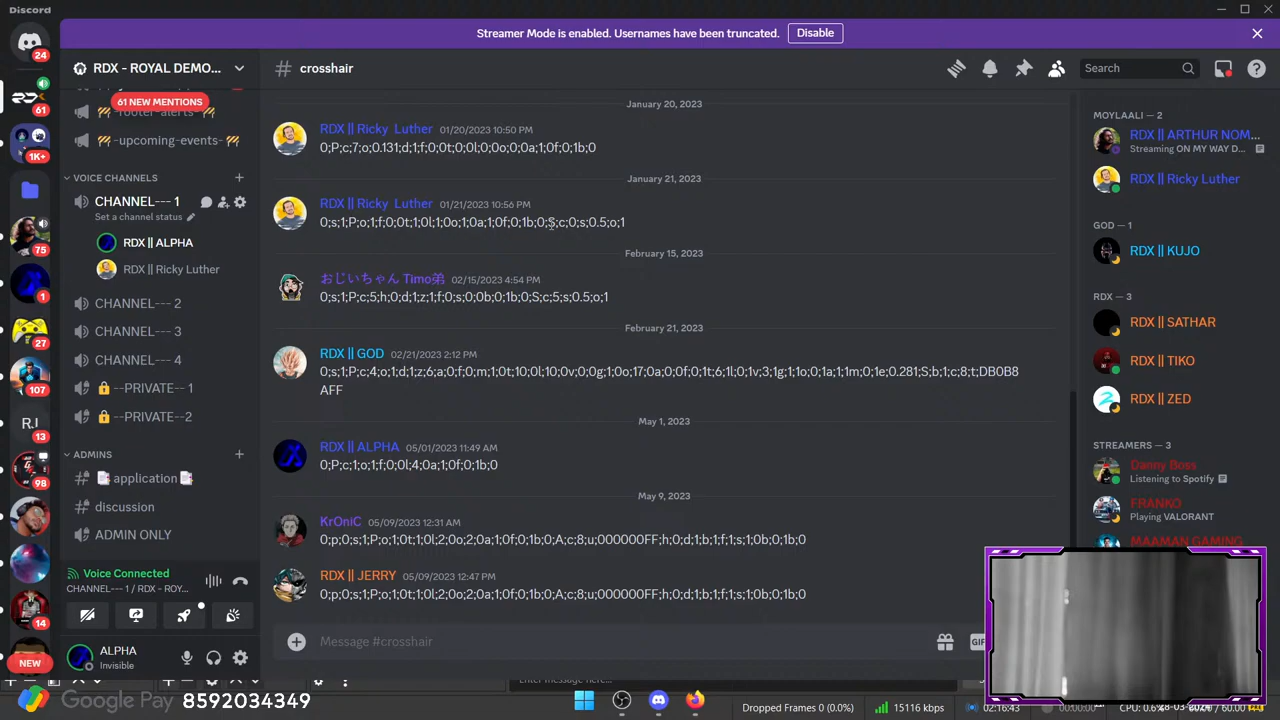 Discord
Streamer Mode is enabled. Usernames have been truncated.
Disable
24
61
1K+
75
1
27
107
R.I
13
98
14
NEW
RDX - ROYAL DEMO...
61 NEW MENTIONS
-footer-alerts-
-upcoming-events-
VOICE CHANNELS
CHANNEL--- 1
Set a channel status
RDX || ALPHA
RDX || Ricky Luther
CHANNEL--- 2
CHANNEL--- 3
CHANNEL--- 4
--PRIVATE-- 1
--PRIVATE--2
ADMINS
application
discussion
ADMIN ONLY
Voice Connected
CHANNEL--- 1 / RDX - ROY...
ALPHA
Invisible
# crosshair
Search
January 20, 2023
RDX || Ricky Luther 01/20/2023 10:50 PM
0;P;c;7;o;0.131;d;1;f;0;0t;0;0l;0;0o;0;0a;1;0f;0;1b;0
January 21, 2023
RDX || Ricky Luther 01/21/2023 10:56 PM
0;s;1;P;o;1;f;0;0t;1;0l;1;0o;1;0a;1;0f;0;1b;0;S;c;0;s;0.5;o;1
February 15, 2023
おじいちゃん Timo弟 02/15/2023 4:54 PM
0;s;1;P;c;5;h;0;d;1;z;1;f;0;s;0;0b;0;1b;0;S;c;5;s;0.5;o;1
February 21, 2023
RDX || GOD 02/21/2023 2:12 PM
0;s;1;P;c;4;o;1;d;1;z;6;a;0;f;0;m;1;0t;10;0l;10;0v;0;0g;1;0o;17;0a;0;0f;0;1t;6;1l;0;1v;3;1g;1;1o;0;1a;1;1m;0;1e;0.281;S;b;1;c;8;t;DB0B8
AFF
May 1, 2023
RDX || ALPHA 05/01/2023 11:49 AM
0;P;c;1;o;1;f;0;0l;4;0a;1;0f;0;1b;0
May 9, 2023
KrOniC 05/09/2023 12:31 AM
0;p;0;s;1;P;o;1;0t;1;0l;2;0o;2;0a;1;0f;0;1b;0;A;c;8;u;000000FF;h;0;d;1;b;1;f;1;s;1;0b;0;1b;0
RDX || JERRY 05/09/2023 12:47 PM
0;p;0;s;1;P;o;1;0t;1;0l;2;0o;2;0a;1;0f;0;1b;0;A;c;8;u;000000FF;h;0;d;1;b;1;f;1;s;1;0b;0;1b;0
Message #crosshair
GIF
MOYLAALI — 2
RDX || ARTHUR NOM...
Streaming ON MY WAY D...
RDX || Ricky Luther
GOD — 1
RDX || KUJO
RDX — 3
RDX || SATHAR
RDX || TIKO
RDX || ZED
STREAMERS — 3
Danny Boss
Listening to Spotify
FRANKO
Playing VALORANT
MAAMAN GAMING
Google Pay 8592034349
Dropped Frames 0 (0.0%)
15116 kbps
02:16:43